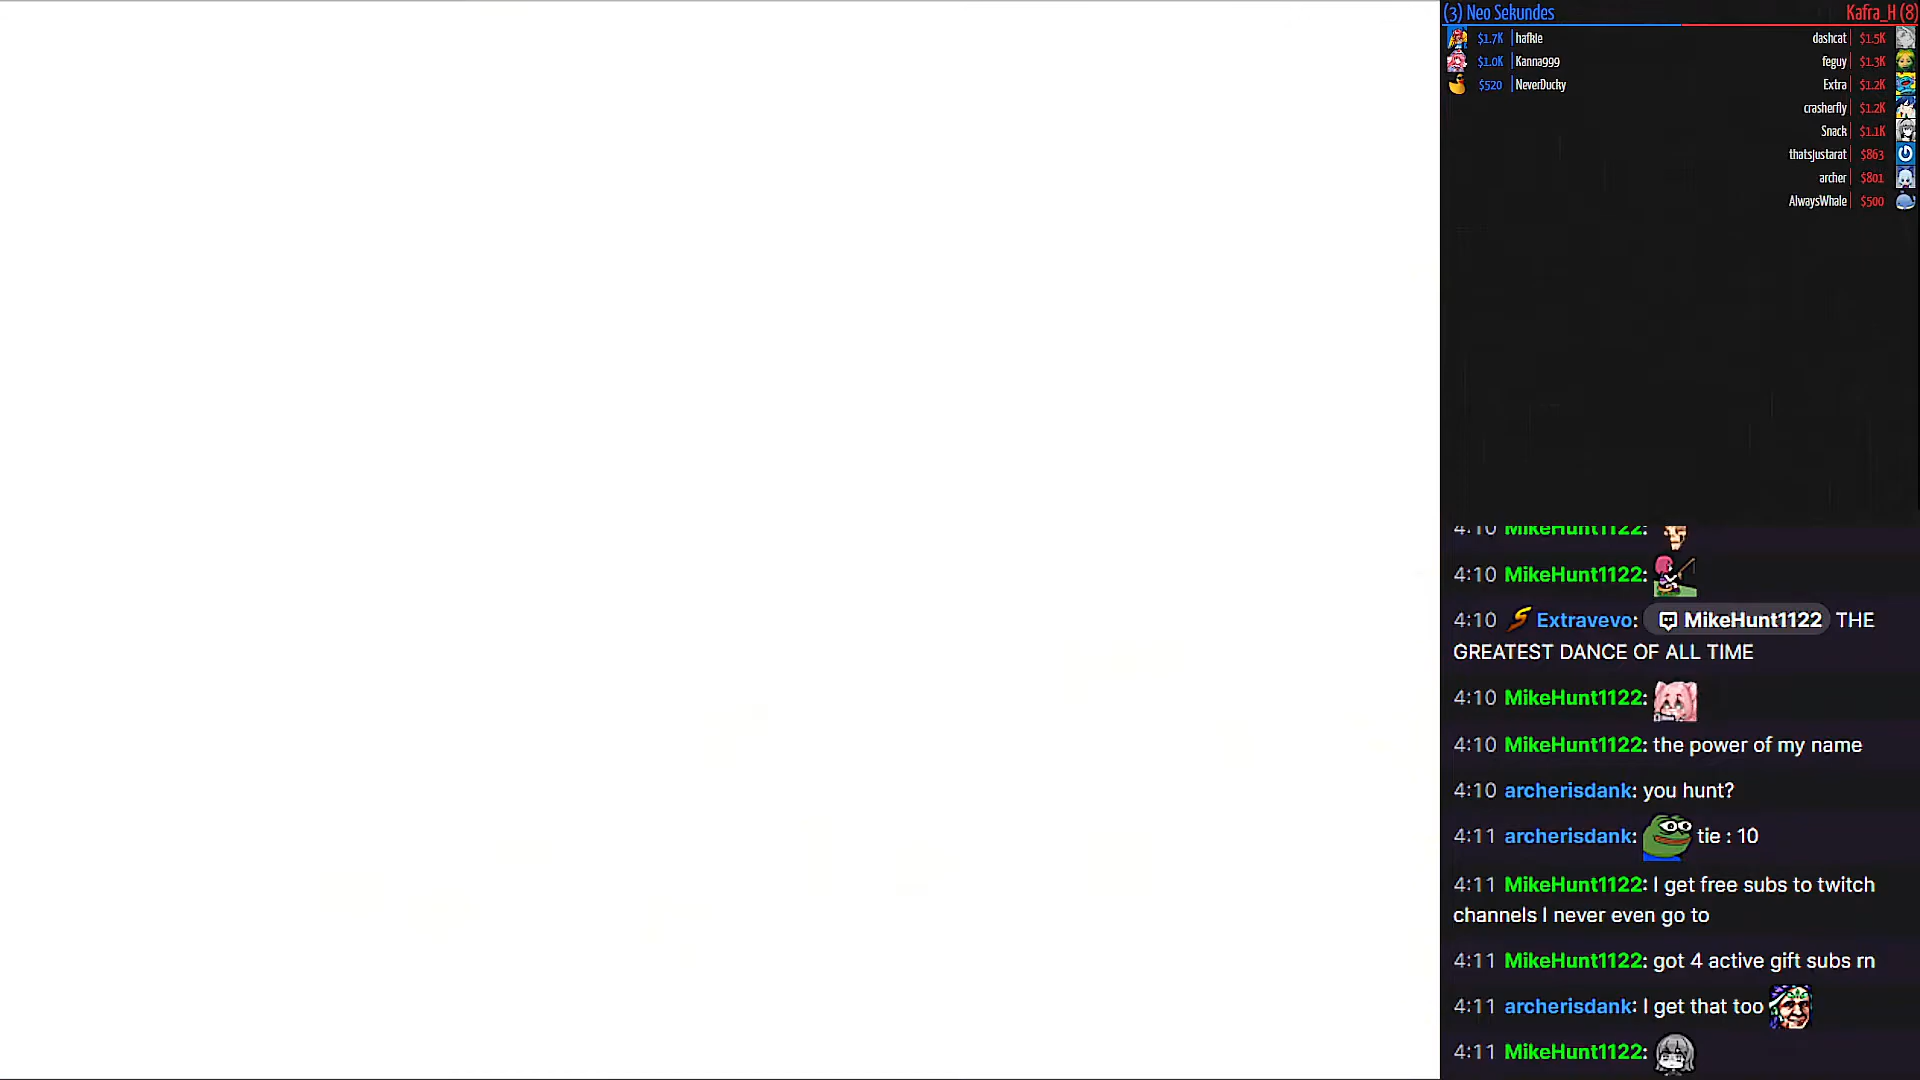 (3) Neo Sekundes
Kafra_H (8)
$1.7K hafkie
dashcat $1.5K
$1.0K Kanna999
feguy $1.3K
$520 NeverDucky
Extra $1.2K
crasherfly $1.2K
Snack $1.1K
thatsjustarat $863
archer $801
AlwaysWhale $500
4:10 MikeHunt1122:
4:10 MikeHunt1122:
4:10 Extravevo: MikeHunt1122 THE
GREATEST DANCE OF ALL TIME
4:10 MikeHunt1122:
4:10 MikeHunt1122: the power of my name
4:10 archerisdank: you hunt?
4:11 archerisdank: tie : 10
4:11 MikeHunt1122: I get free subs to twitch
channels I never even go to
4:11 MikeHunt1122: got 4 active gift subs rn
4:11 archerisdank: I get that too
4:11 MikeHunt1122: